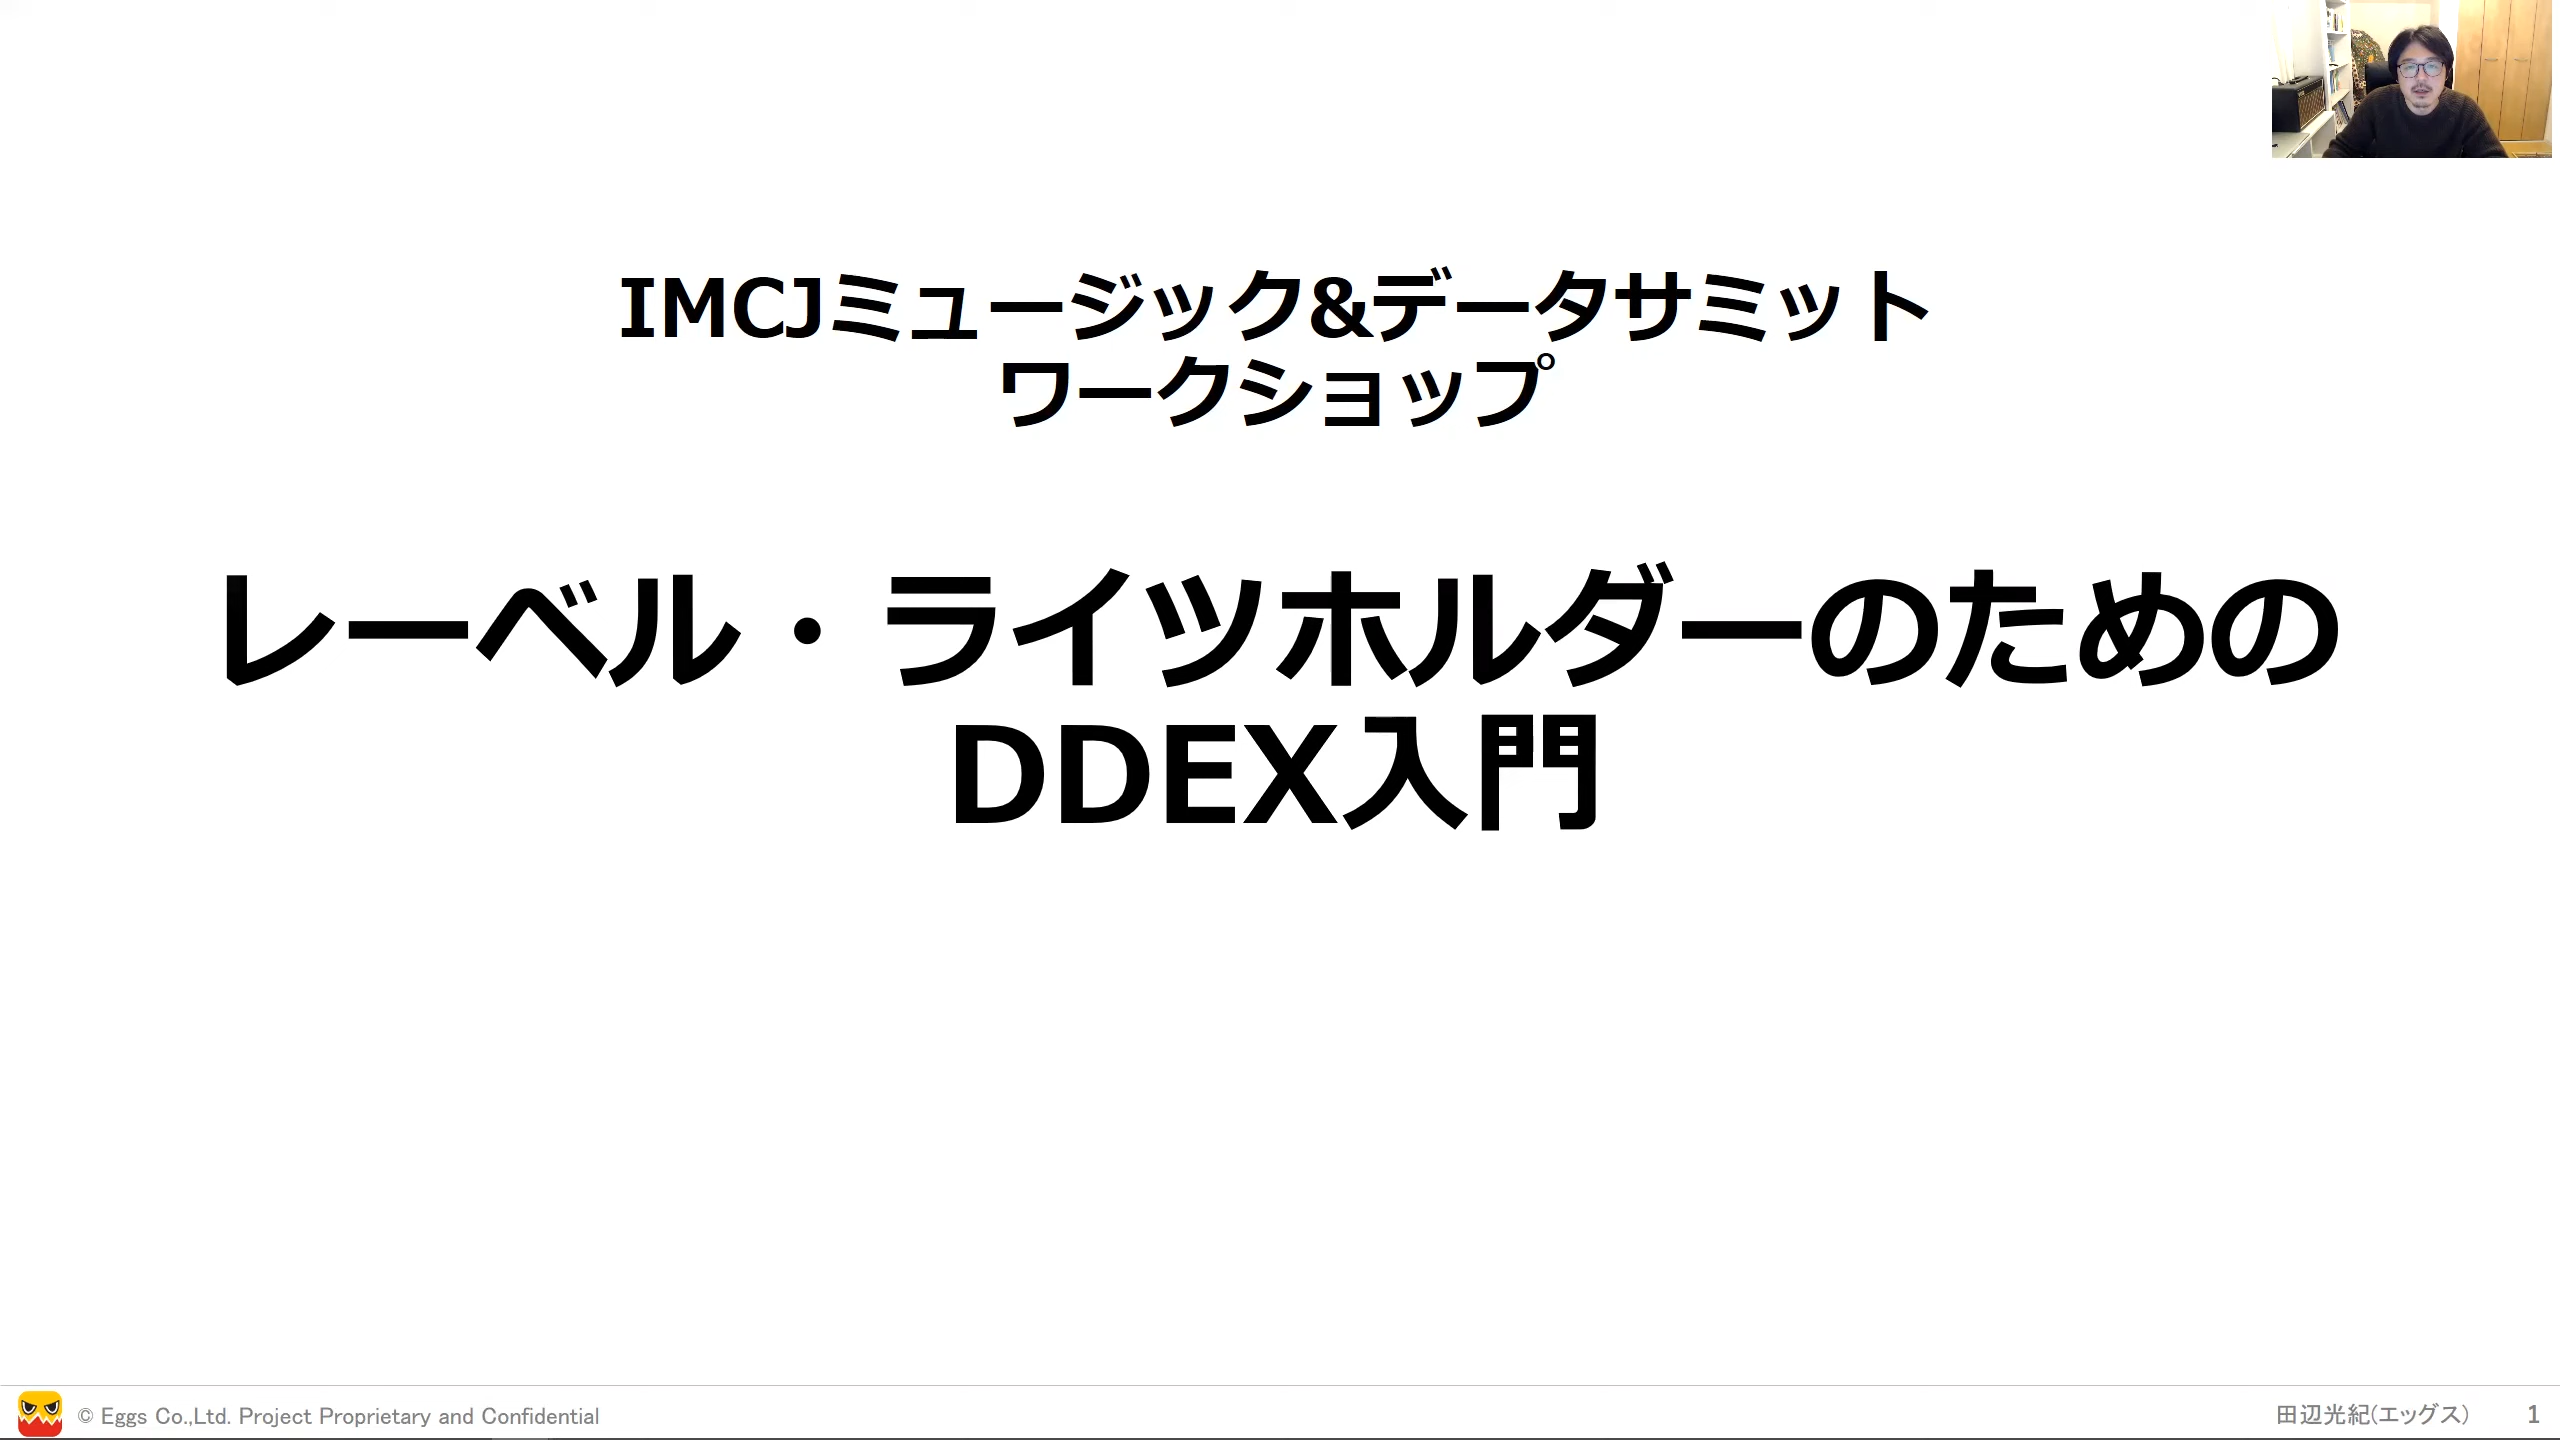 IMCJミュージック&データサミット
ワークショップ
レーベル・ライツホルダーのための
DDEX入門
© Eggs Co.,Ltd. Project Proprietary and Confidential
田辺光紀(エッグス)
1